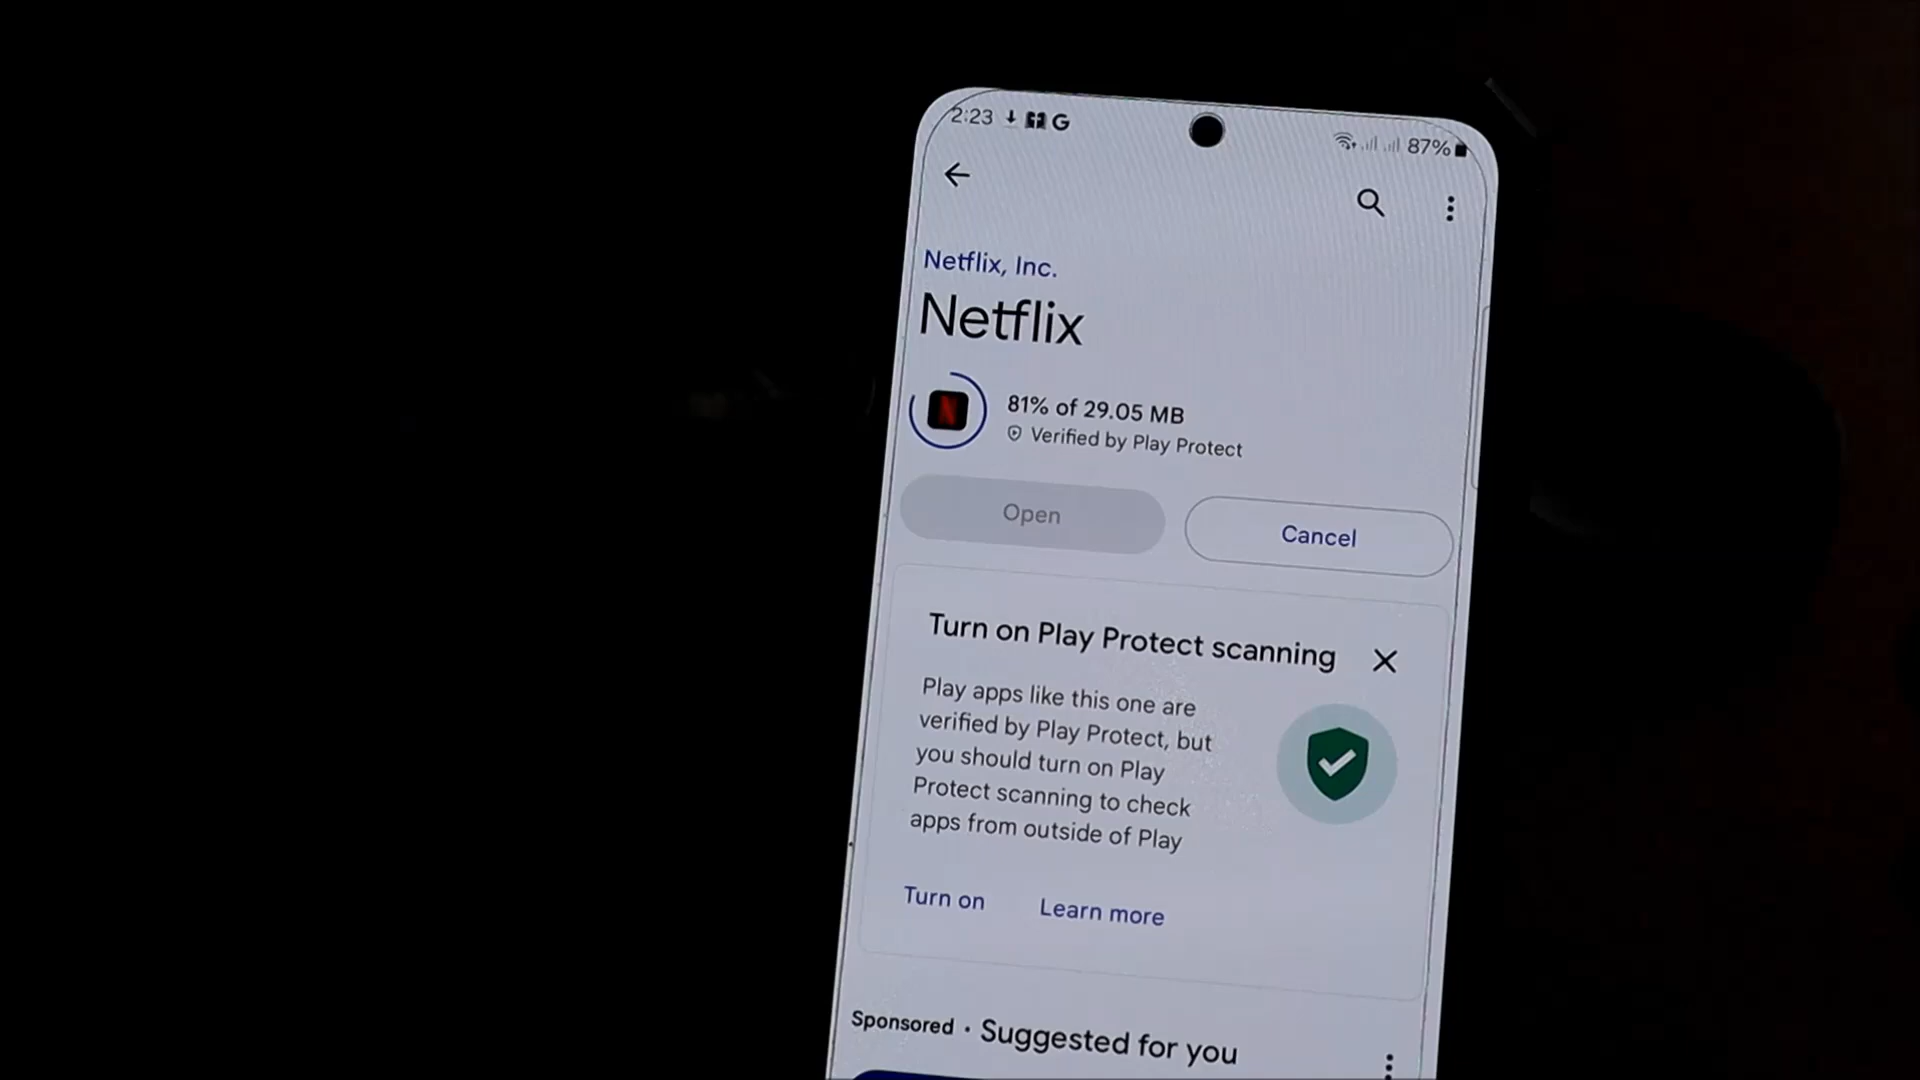 2:23 G 87%
Netflix, Inc.
Netflix
N
81% of 29.05 MB
Verified by Play Protect
Open Cancel
Turn on Play Protect scanning
Play apps like this one are
verified by Play Protect, but
you should turn on Play
Protect scanning to check
apps from outside of Play
Turn on Learn more
Sponsored • Suggested for you